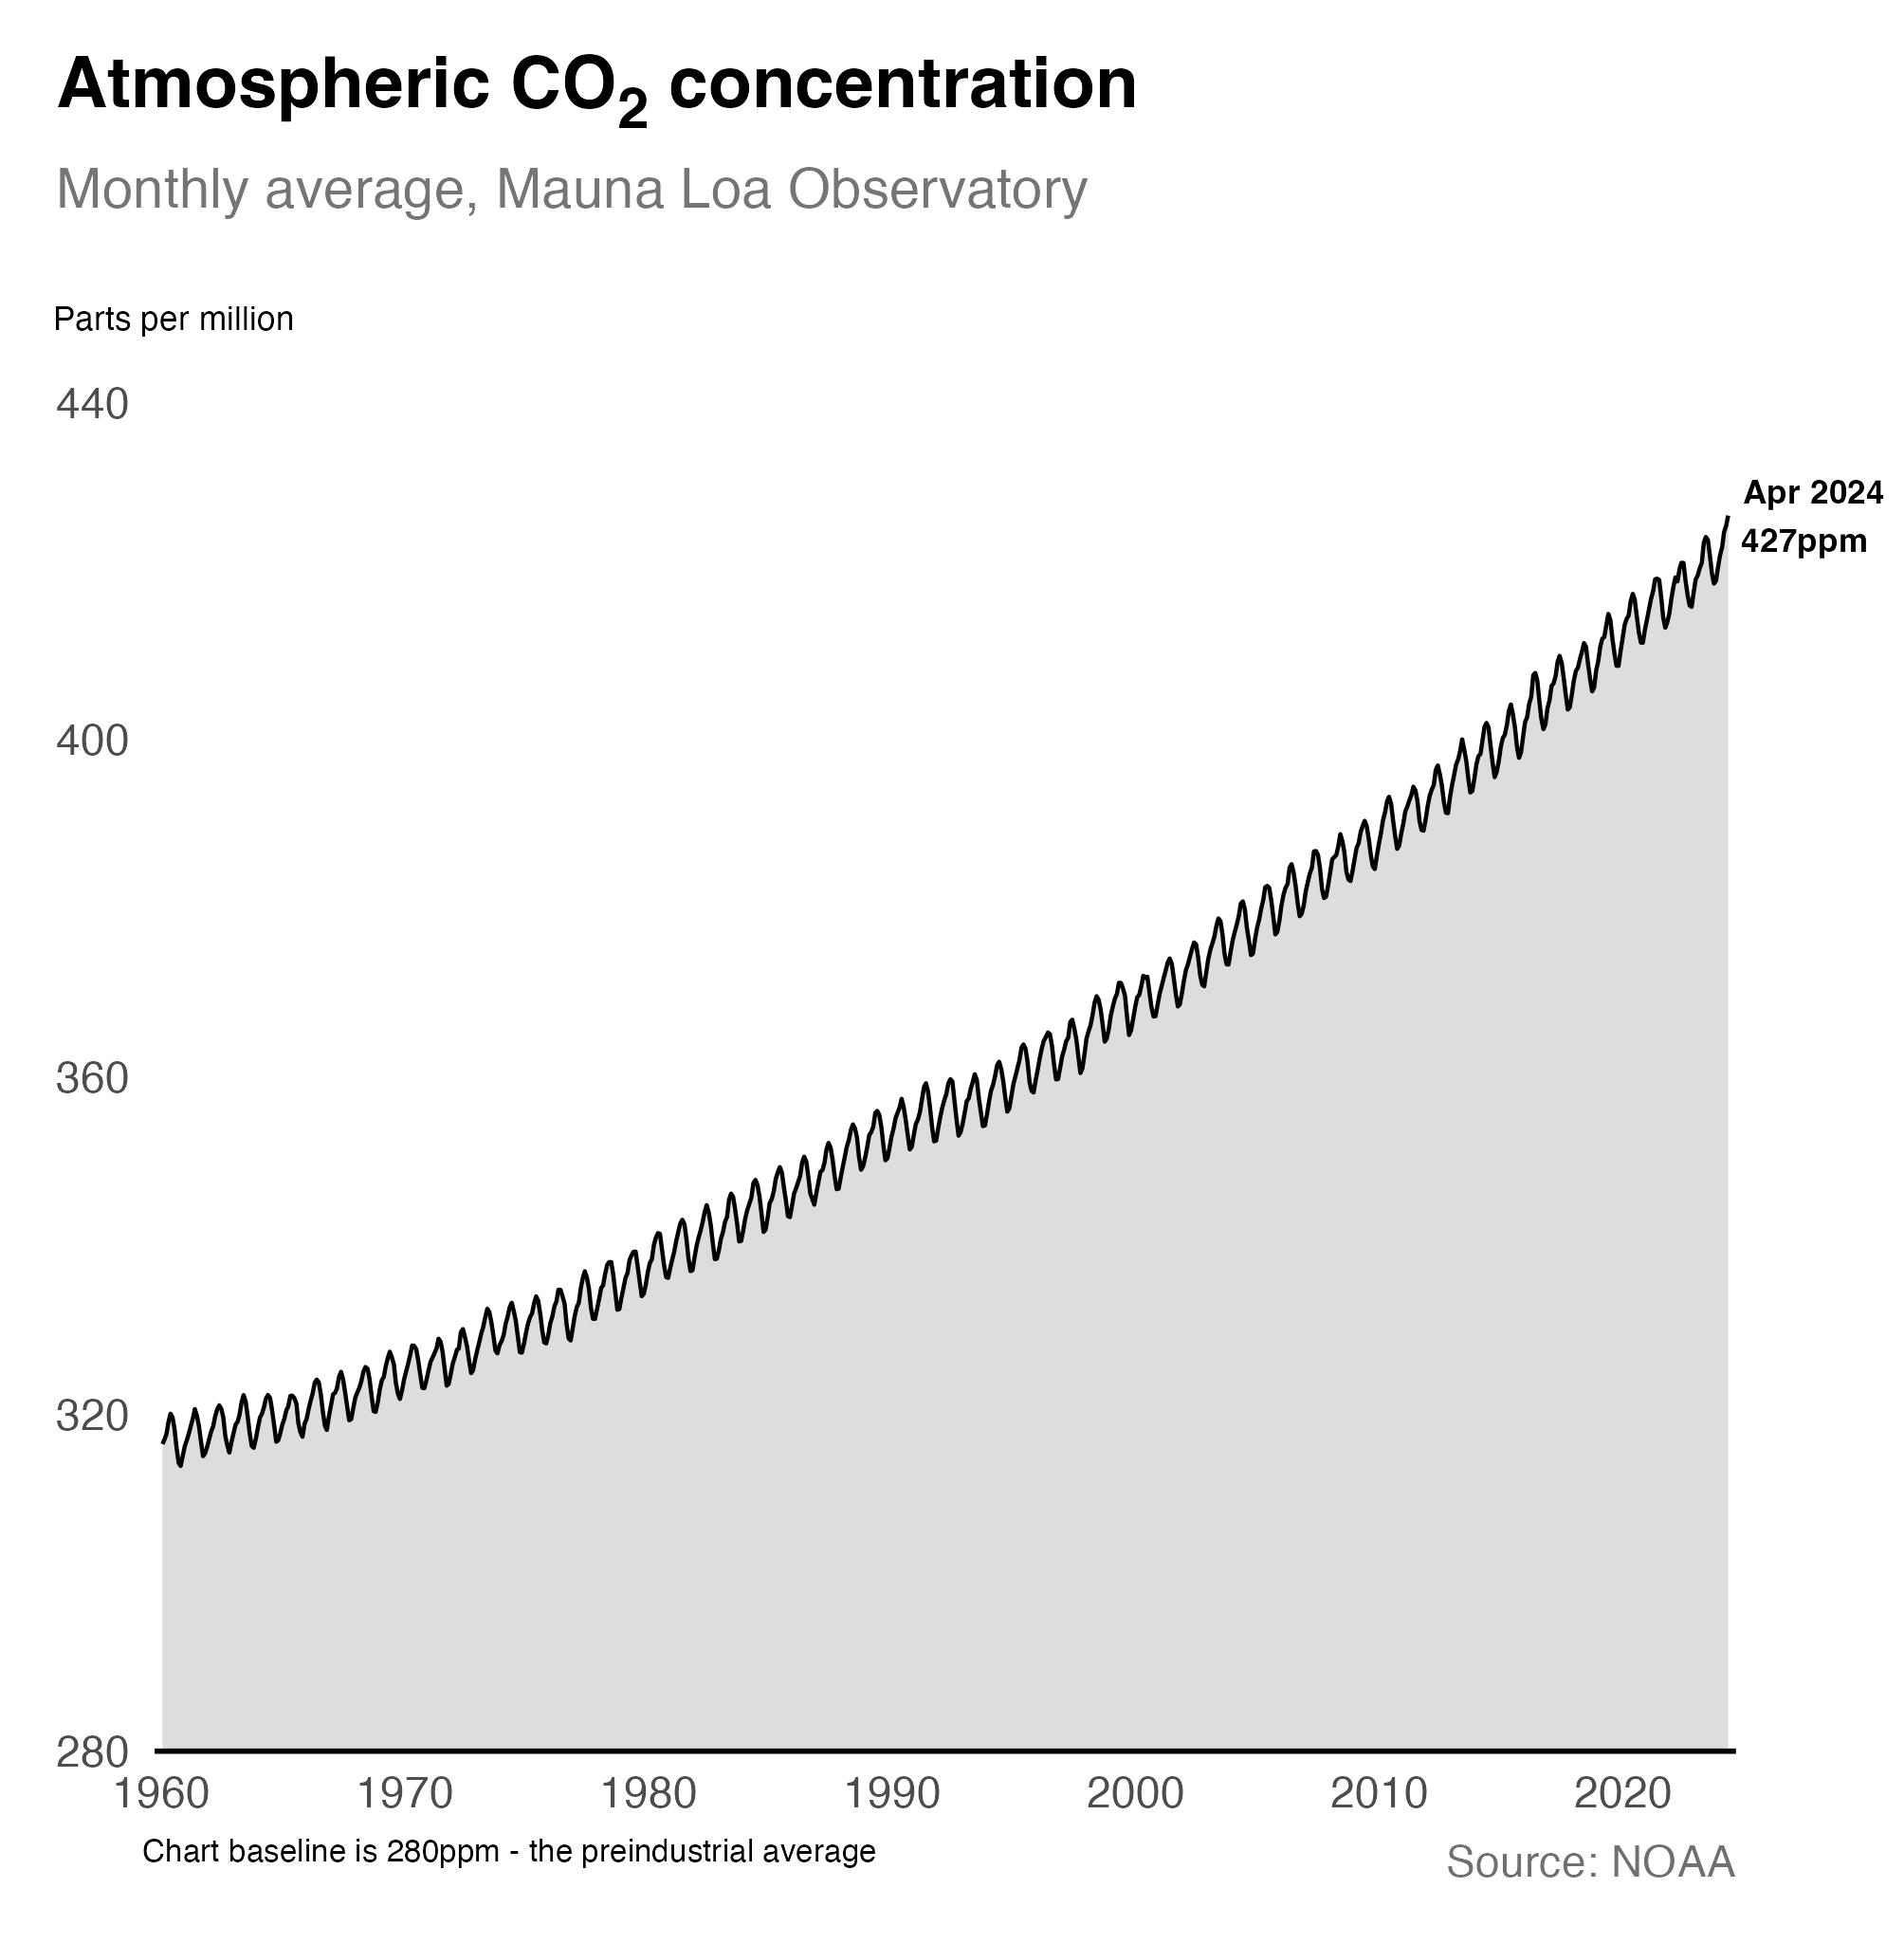 Atmospheric CO₂ concentration
Monthly average, Mauna Loa Observatory
Parts per million
440
Apr 2024
427ppm
400
360
320
280
1960 1970 1980 1990 2000 2010 2020
Chart baseline is 280ppm - the preindustrial average
Source: NOAA